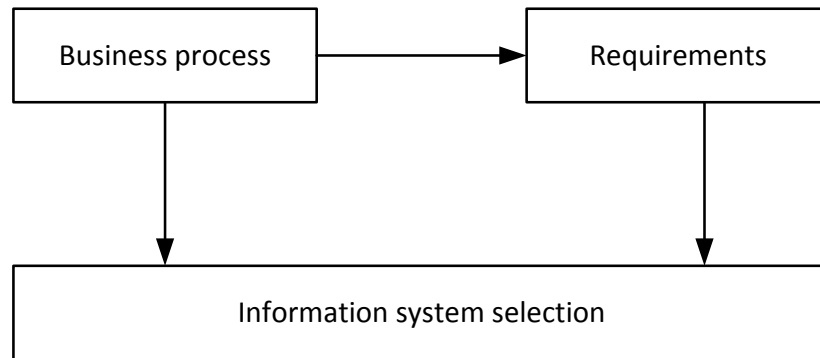 Business process
Requirements
Information system selection